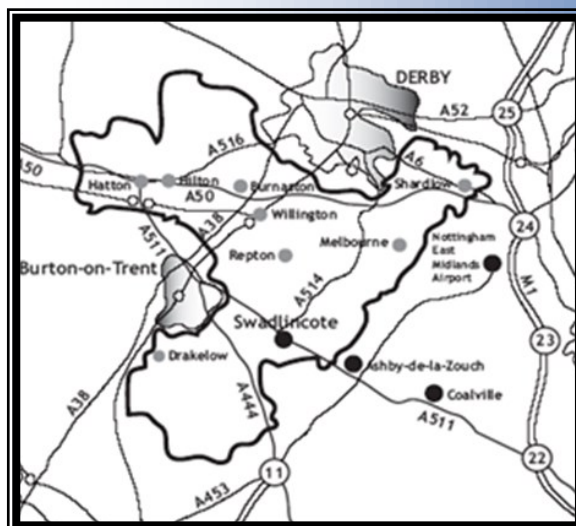 DERBY
A52
25
A516
A6
A50
Hatton
Hilton
Burnaston
A50
Shardlow
Willington
A38
24
A511
Repton
Melbourne
Nottingham
East
Midlands
Airport
Burton-on-Trent
A514
M1
Swadlincote
23
Drakelow
Ashby-de-la-Zouch
A38
A444
Coalville
A511
22
11
A453